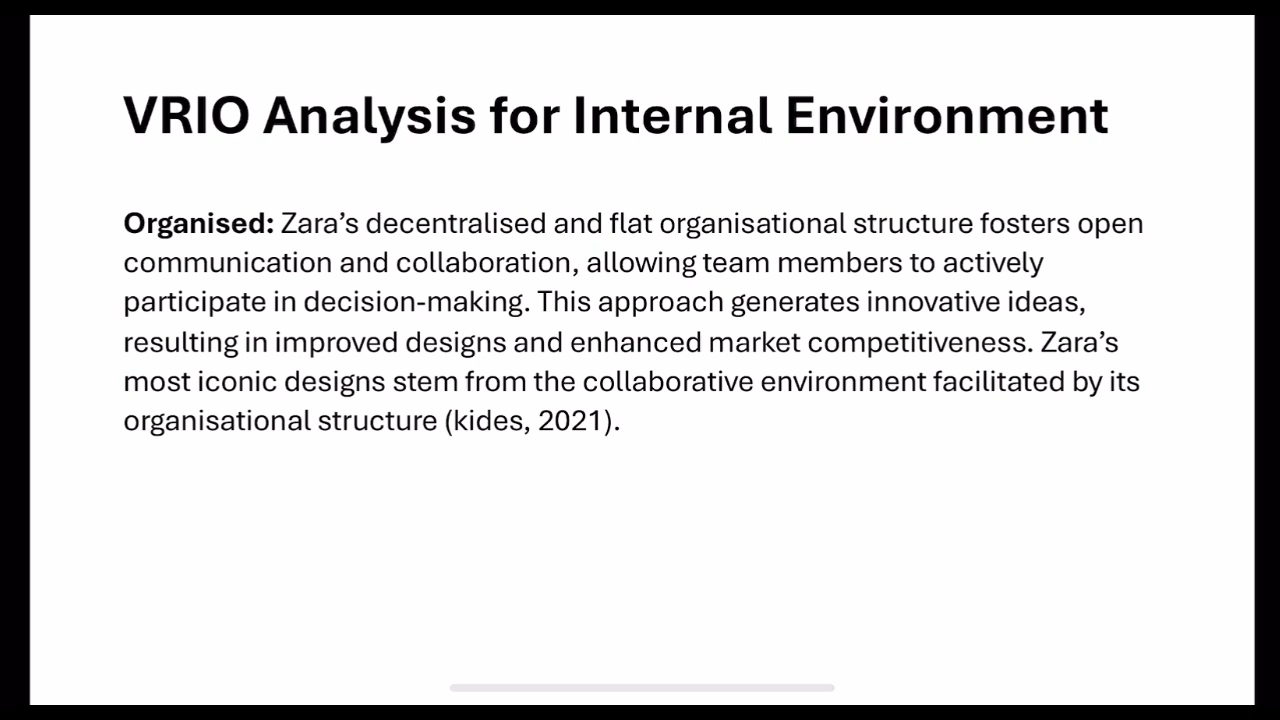 VRIO Analysis for Internal Environment
Organised: Zara’s decentralised and flat organisational structure fosters open
communication and collaboration, allowing team members to actively
participate in decision-making. This approach generates innovative ideas,
resulting in improved designs and enhanced market competitiveness. Zara’s
most iconic designs stem from the collaborative environment facilitated by its
organisational structure (kides, 2021).